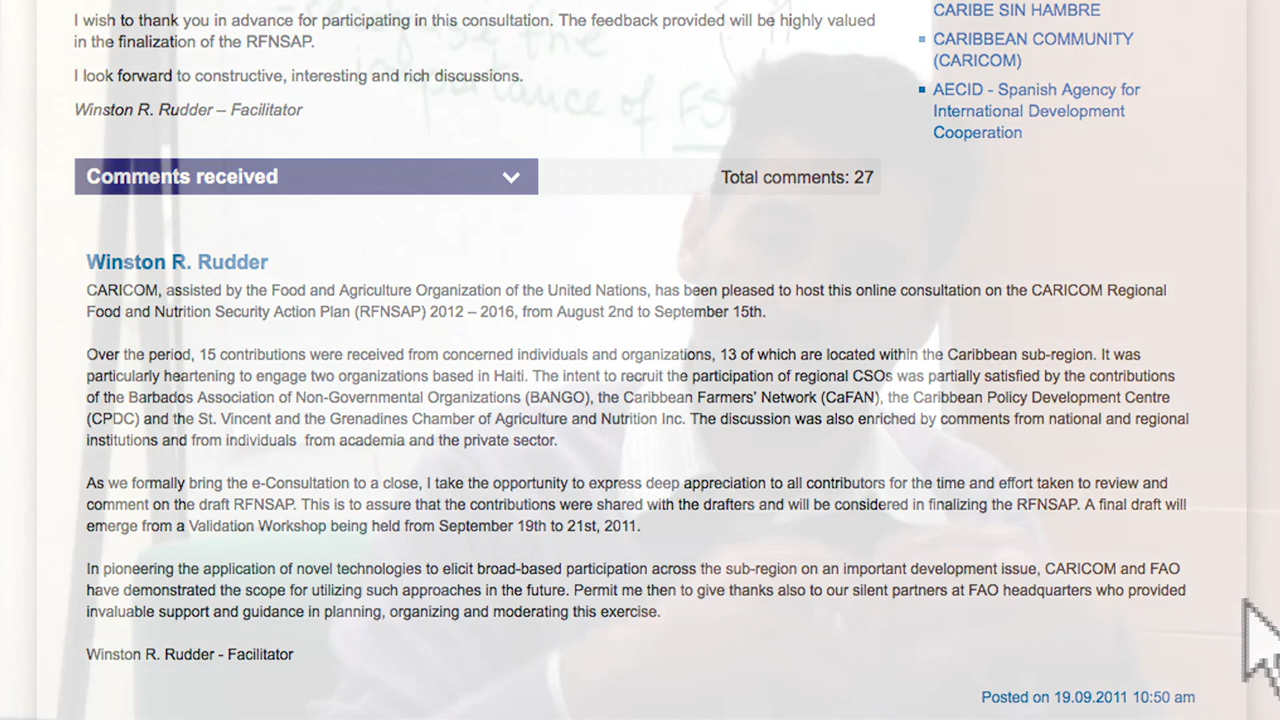 I wish to thank you in advance for participating in this consultation. The feedback provided will be highly valued
in the finalization of the RFNSAP.
I look forward to constructive, interesting and rich discussions.
Winston R. Rudder – Facilitator
CARIBE SIN HAMBRE
CARIBBEAN COMMUNITY
(CARICOM)
AECID - Spanish Agency for
International Development
Cooperation
the
importance of FS
Comments received
Total comments: 27
Winston R. Rudder
CARICOM, assisted by the Food and Agriculture Organization of the United Nations, has been pleased to host this online consultation on the CARICOM Regional
Food and Nutrition Security Action Plan (RFNSAP) 2012 – 2016, from August 2nd to September 15th.
Over the period, 15 contributions were received from concerned individuals and organizations, 13 of which are located within the Caribbean sub-region. It was
particularly heartening to engage two organizations based in Haiti. The intent to recruit the participation of regional CSOs was partially satisfied by the contributions
of the Barbados Association of Non-Governmental Organizations (BANGO), the Caribbean Farmers' Network (CaFAN), the Caribbean Policy Development Centre
(CPDC) and the St. Vincent and the Grenadines Chamber of Agriculture and Nutrition Inc. The discussion was also enriched by comments from national and regional
institutions and from individuals from academia and the private sector.
As we formally bring the e-Consultation to a close, I take the opportunity to express deep appreciation to all contributors for the time and effort taken to review and
comment on the draft RFNSAP. This is to assure that the contributions were shared with the drafters and will be considered in finalizing the RFNSAP. A final draft will
emerge from a Validation Workshop being held from September 19th to 21st, 2011.
In pioneering the application of novel technologies to elicit broad-based participation across the sub-region on an important development issue, CARICOM and FAO
have demonstrated the scope for utilizing such approaches in the future. Permit me then to give thanks also to our silent partners at FAO headquarters who provided
invaluable support and guidance in planning, organizing and moderating this exercise.
Winston R. Rudder - Facilitator
Posted on 19.09.2011 10:50 am